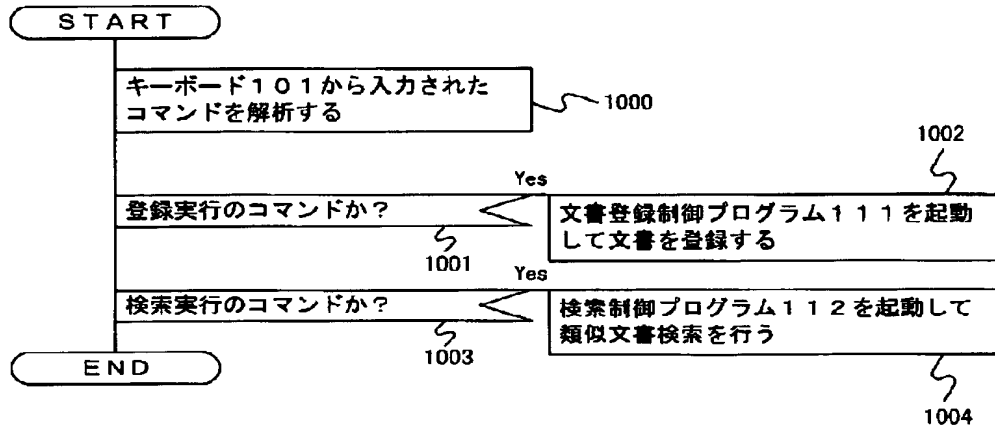 START
キーボード101から入力された
コマンドを解析する
1000
1002
Yes
登録実行のコマンドか?
文書登録制御プログラム111を起動
して文書を登録する
1001
Yes
検索実行のコマンドか?
検索制御プログラム112を起動して
類似文書検索を行う
1003
END
1004